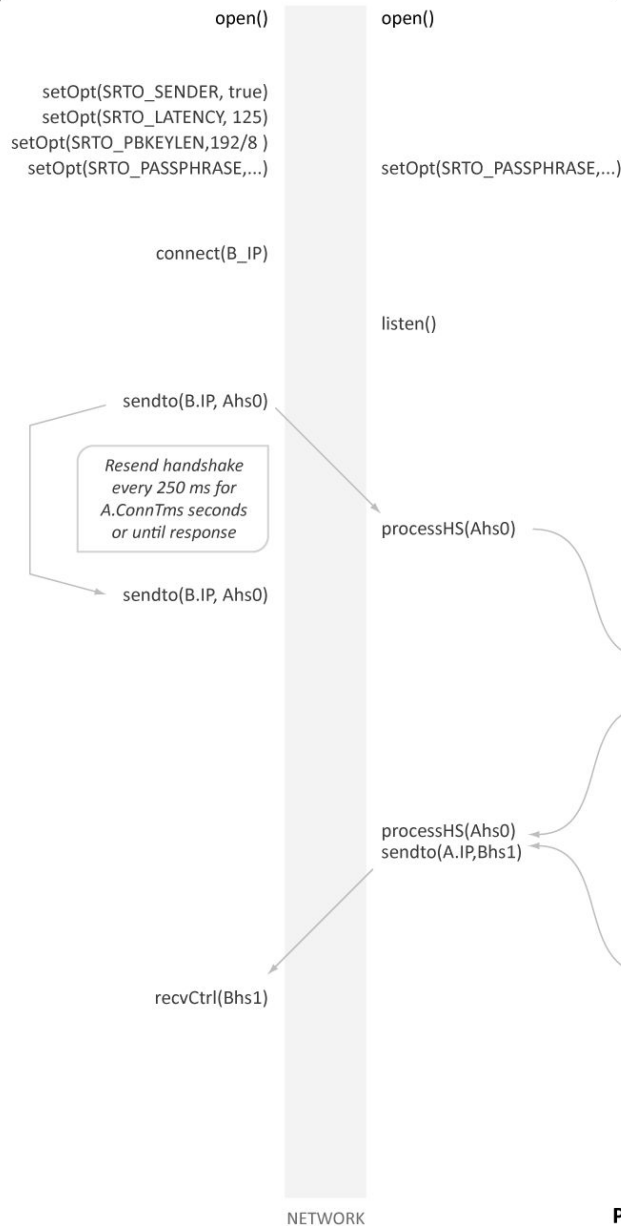 open()
open()
setOpt(SRTO_SENDER, true)
setOpt(SRTO_LATENCY, 125)
setOpt(SRTO_PBKEYLEN,192/8 )
setOpt(SRTO_PASSPHRASE,...)
setOpt(SRTO_PASSPHRASE,...)
connect(B_IP)
listen()
sendto(B.IP, Ahs0)
Resend handshake
every 250 ms for
A.ConnTms seconds
or until response
processHS(Ahs0)
sendto(B.IP, Ahs0)
processHS(Ahs0)
sendto(A.IP,Bhs1)
recvCtrl(Bhs1)
NETWORK
P